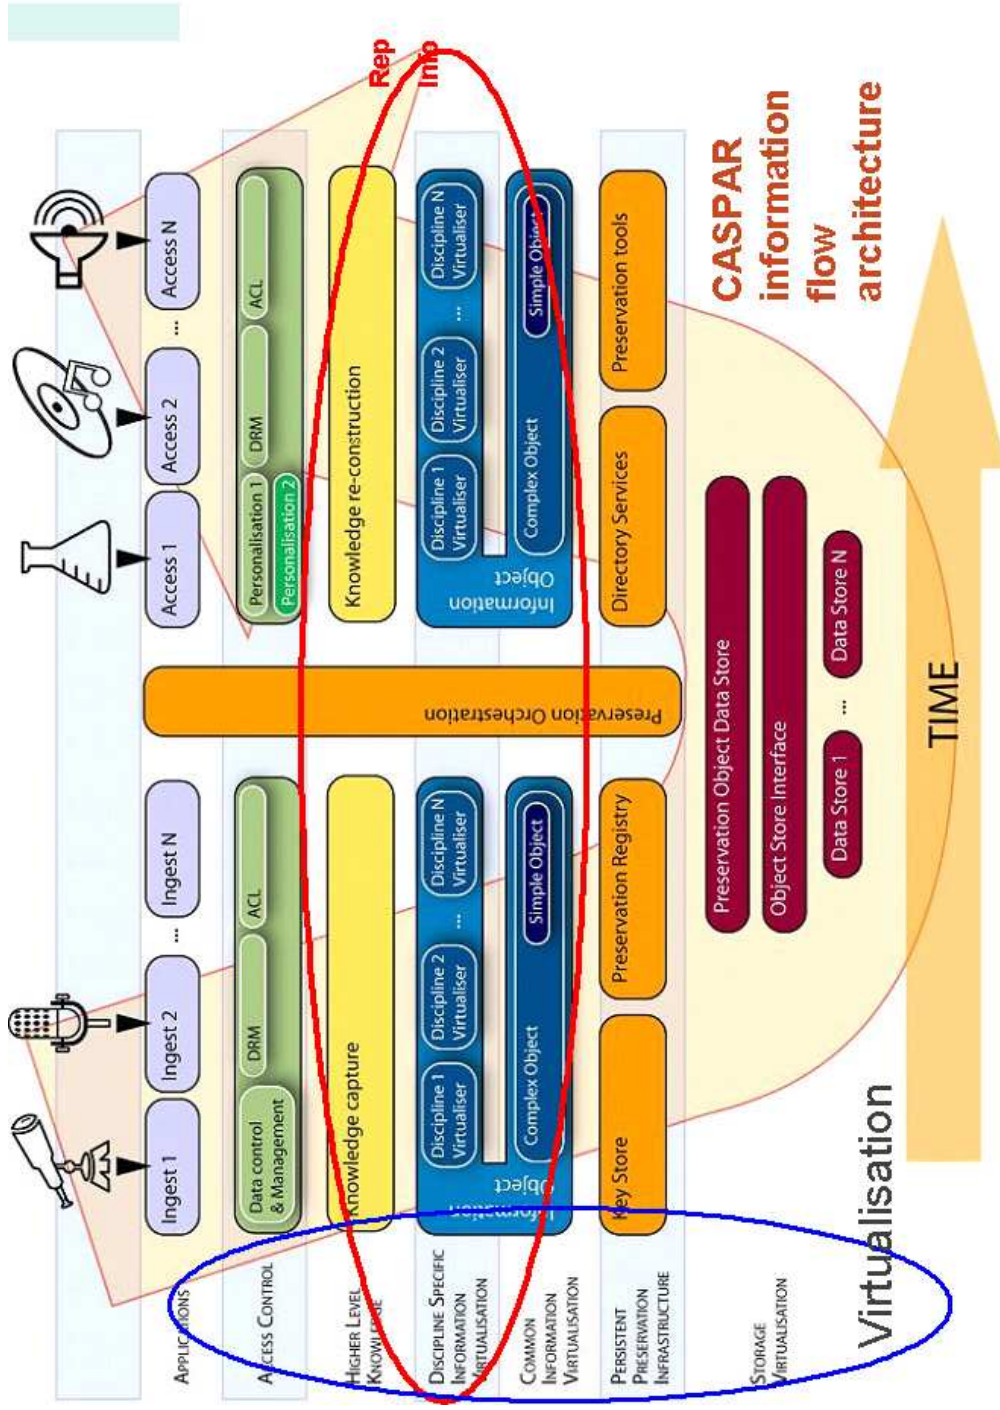 Rep
Info
Ingest 1
Ingest 2
...
Ingest N
Access 1
Access 2
...
Access N
APPLICATIONS
Data control
& Management
DRM
ACL
Personalisation 1
Personalisation 2
DRM
ACL
ACCESS CONTROL
Knowledge capture
Knowledge re-construction
HIGHER LEVEL
KNOWLEDGE
Preservation Orchestration
DISCIPLINE SPECIFIC
INFORMATION
VIRTUALISATION
Information
Object
Discipline 1
Virtualiser
Discipline 2
Virtualiser
...
Discipline N
Virtualiser
Information
Object
Discipline 1
Virtualiser
Discipline 2
Virtualiser
...
Discipline N
Virtualiser
COMMON
INFORMATION
VIRTUALISATION
Complex Object
Simple Object
Complex Object
Simple Object
PERSISTENT
PRESERVATION
INFRASTRUCTURE
Key Store
Preservation Registry
Directory Services
Preservation tools
STORAGE
VIRTUALISATION
Preservation Object Data Store
Object Store Interface
Data Store 1
...
Data Store N
CASPAR
information
flow
architecture
Virtualisation
TIME